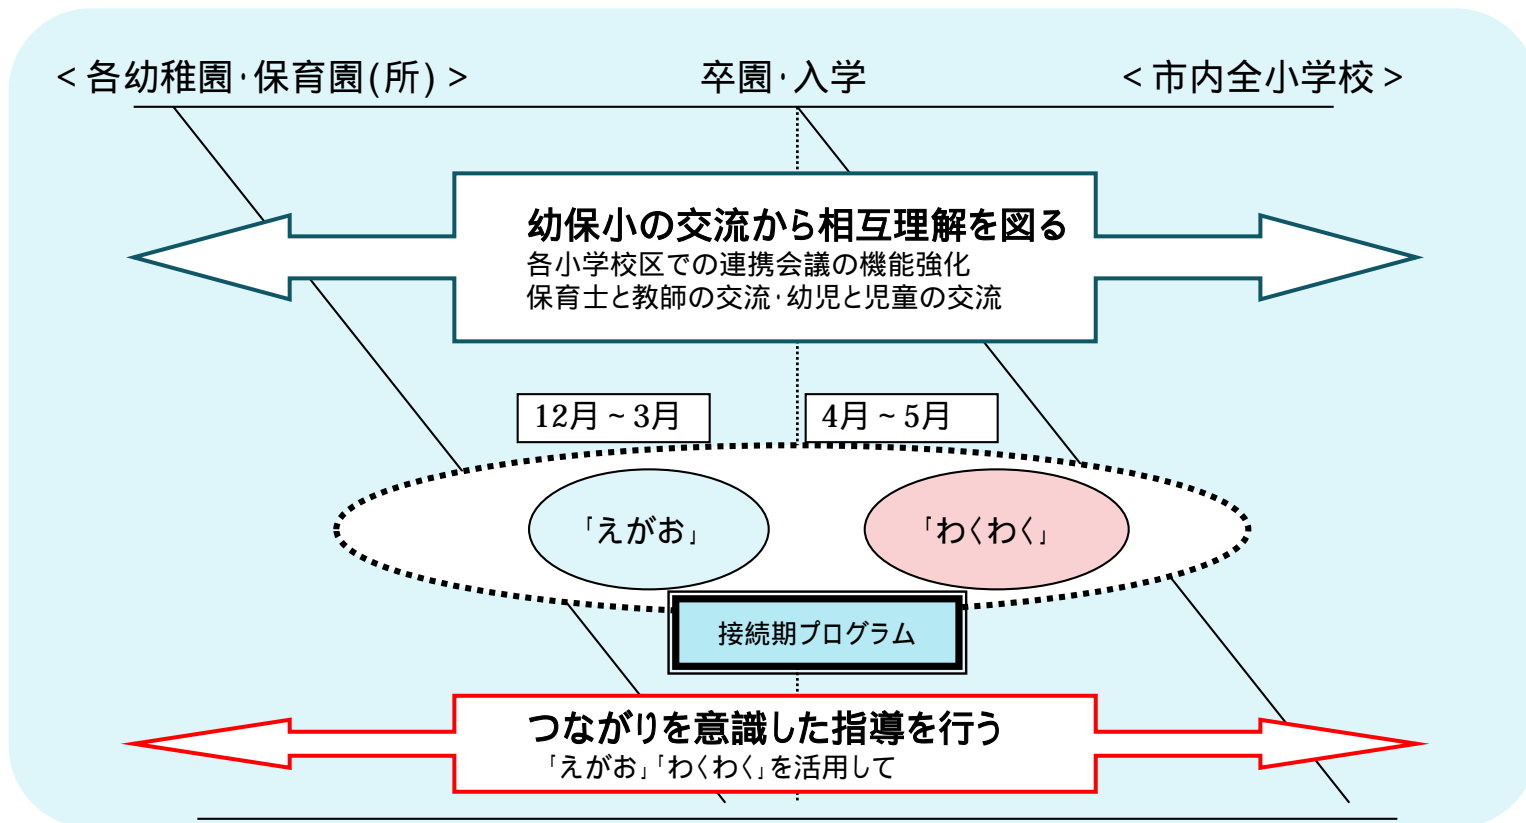 <各幼稚園･保育園(所)>
卒園･入学
<市内全小学校>
幼保小の交流から相互理解を図る
各小学校区での連携会議の機能強化
保育士と教師の交流･幼児と児童の交流
12月~3月
4月~5月
｢えがお｣
｢わくわく｣
接続期プログラム
つながりを意識した指導を行う
｢えがお｣｢わくわく｣を活用して